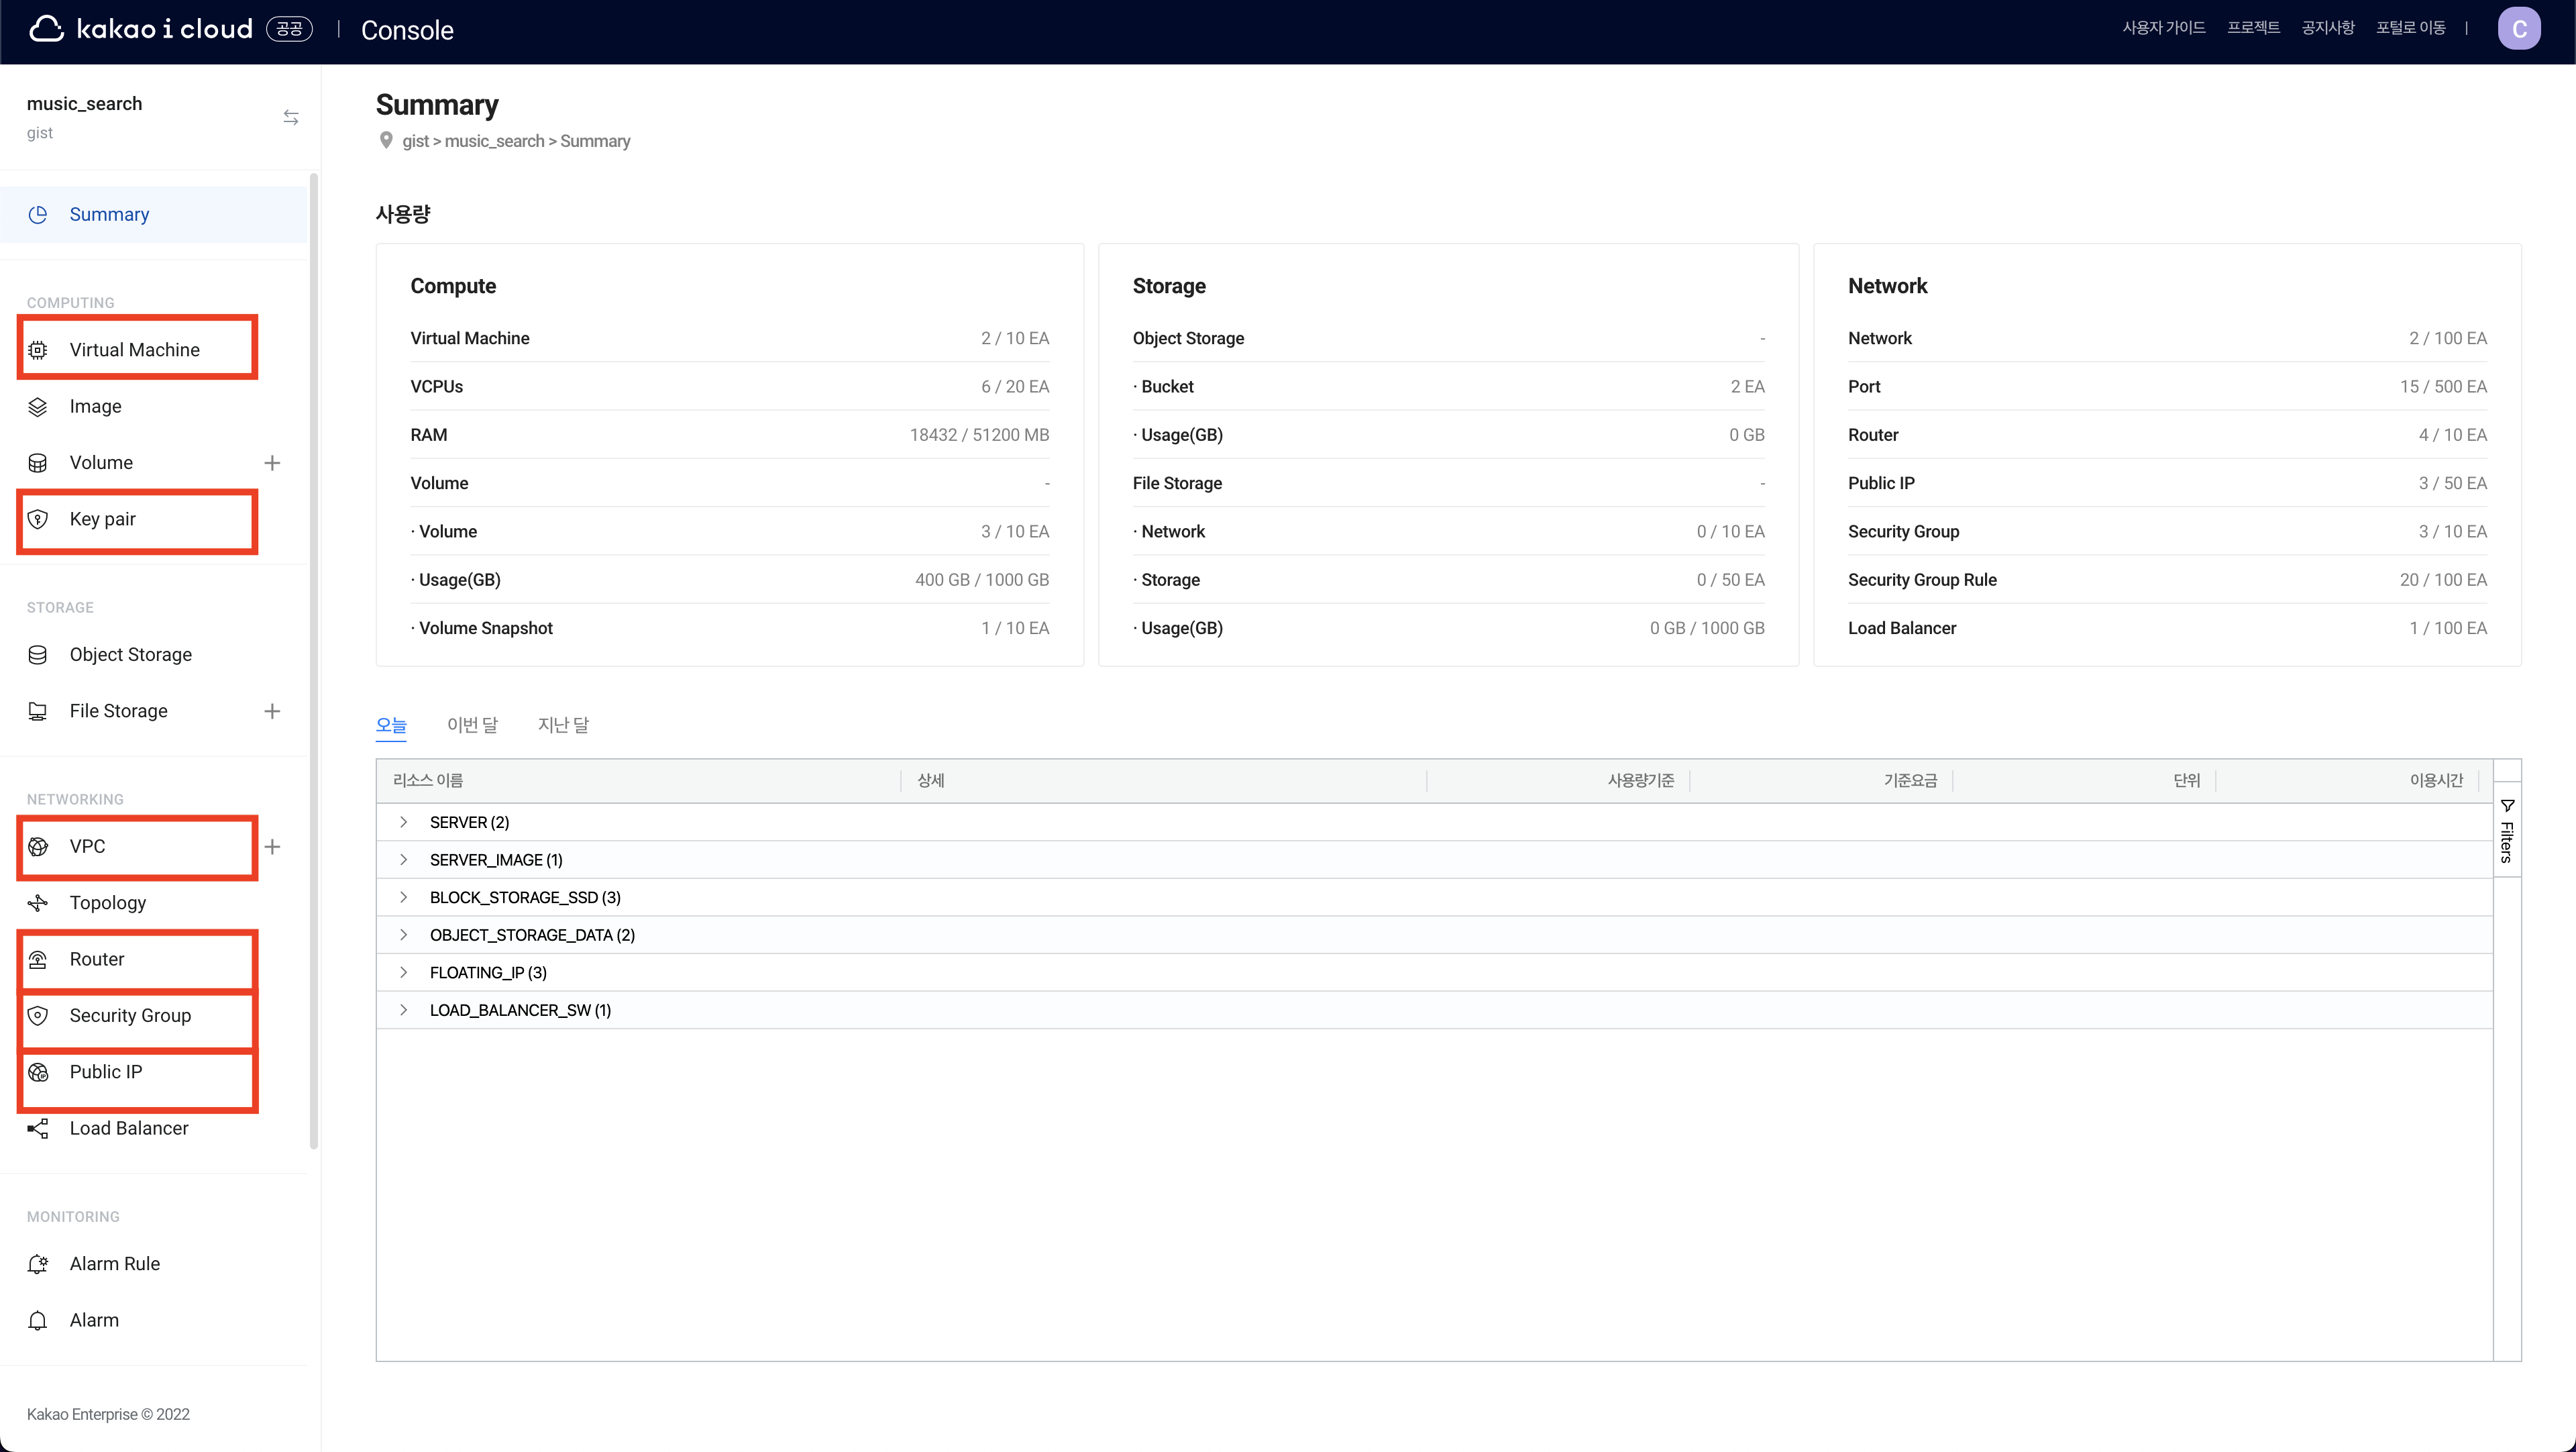 kakao i cloud 공공 | Console
사용자 가이드 프로젝트 공지사항 포털로 이동 | C
music_search
gist
Summary
COMPUTING
Virtual Machine
Image
Volume
Key pair
STORAGE
Object Storage
File Storage
NETWORKING
VPC
Topology
Router
Security Group
Public IP
Load Balancer
MONITORING
Alarm Rule
Alarm
Kakao Enterprise © 2022
Summary
gist > music_search > Summary
사용량
Compute
Virtual Machine 2 / 10 EA
VCPUs 6 / 20 EA
RAM 18432 / 51200 MB
Volume -
· Volume 3 / 10 EA
· Usage(GB) 400 GB / 1000 GB
· Volume Snapshot 1 / 10 EA
Storage
Object Storage -
· Bucket 2 EA
· Usage(GB) 0 GB
File Storage -
· Network 0 / 10 EA
· Storage 0 / 50 EA
· Usage(GB) 0 GB / 1000 GB
Network
Network 2 / 100 EA
Port 15 / 500 EA
Router 4 / 10 EA
Public IP 3 / 50 EA
Security Group 3 / 10 EA
Security Group Rule 20 / 100 EA
Load Balancer 1 / 100 EA
오늘 이번 달 지난 달
리소스 이름 상세 사용량기준 기준요금 단위 이용시간
SERVER (2)
SERVER_IMAGE (1)
BLOCK_STORAGE_SSD (3)
OBJECT_STORAGE_DATA (2)
FLOATING_IP (3)
LOAD_BALANCER_SW (1)
Filters